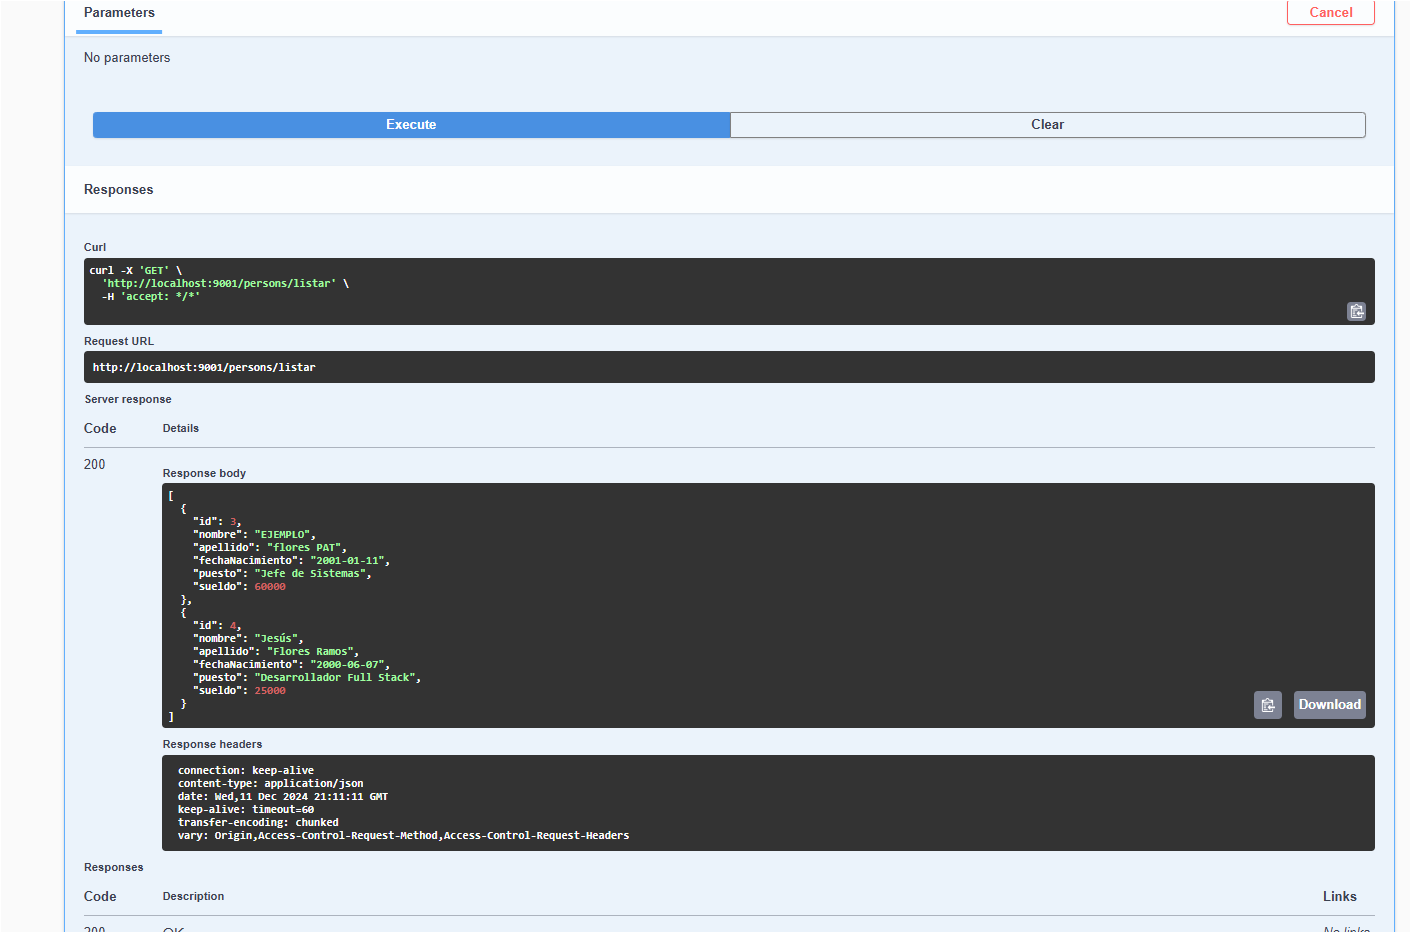 Parameters
Cancel
No parameters
Execute
Clear
Responses
Curl
curl -X 'GET' \
  'http://localhost:9001/persons/listar' \
  -H 'accept: */*'
Request URL
http://localhost:9001/persons/listar
Server response
Code Details
200
Response body
[
  {
    "id": 3,
    "nombre": "EJEMPLO",
    "apellido": "flores PAT",
    "fechaNacimiento": "2001-01-11",
    "puesto": "Jefe de Sistemas",
    "sueldo": 60000
  },
  {
    "id": 4,
    "nombre": "Jesús",
    "apellido": "Flores Ramos",
    "fechaNacimiento": "2000-06-07",
    "puesto": "Desarrollador Full Stack",
    "sueldo": 25000
  }
]
Download
Response headers
connection: keep-alive
content-type: application/json
date: Wed,11 Dec 2024 21:11:11 GMT
keep-alive: timeout=60
transfer-encoding: chunked
vary: Origin,Access-Control-Request-Method,Access-Control-Request-Headers
Responses
Code Description Links
200 OK No links